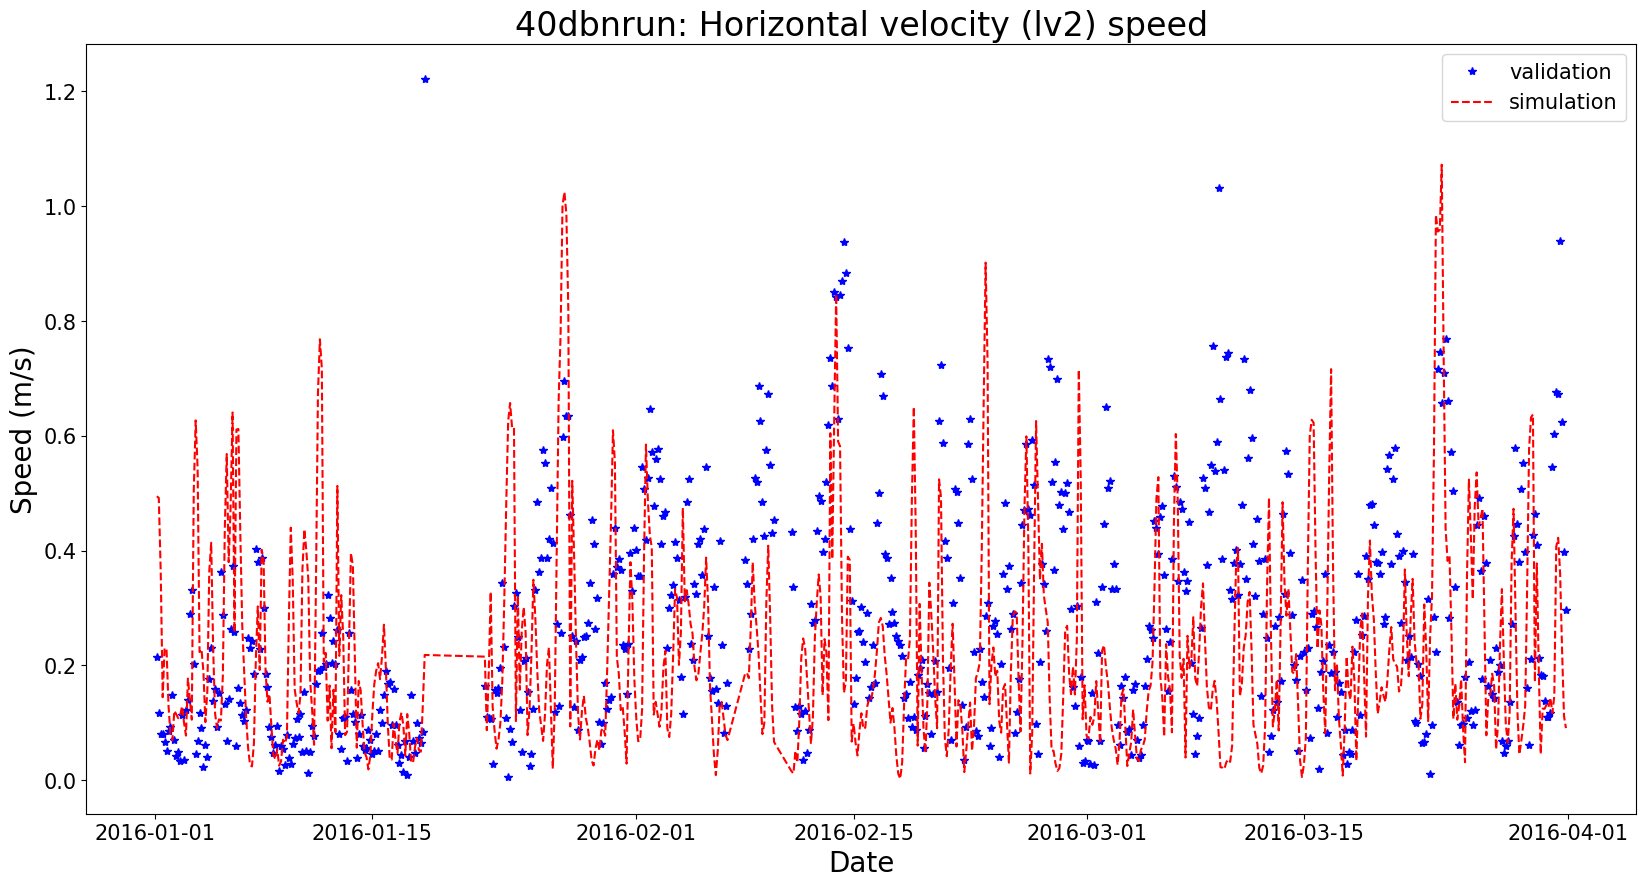 40dbnrun: Horizontal velocity (lv2) speed
validation
simulation
1.2
1.0
0.8
0.6
0.4
0.2
0.0
Speed (m/s)
2016-01-01
2016-01-15
2016-02-01
2016-02-15
2016-03-01
2016-03-15
2016-04-01
Date